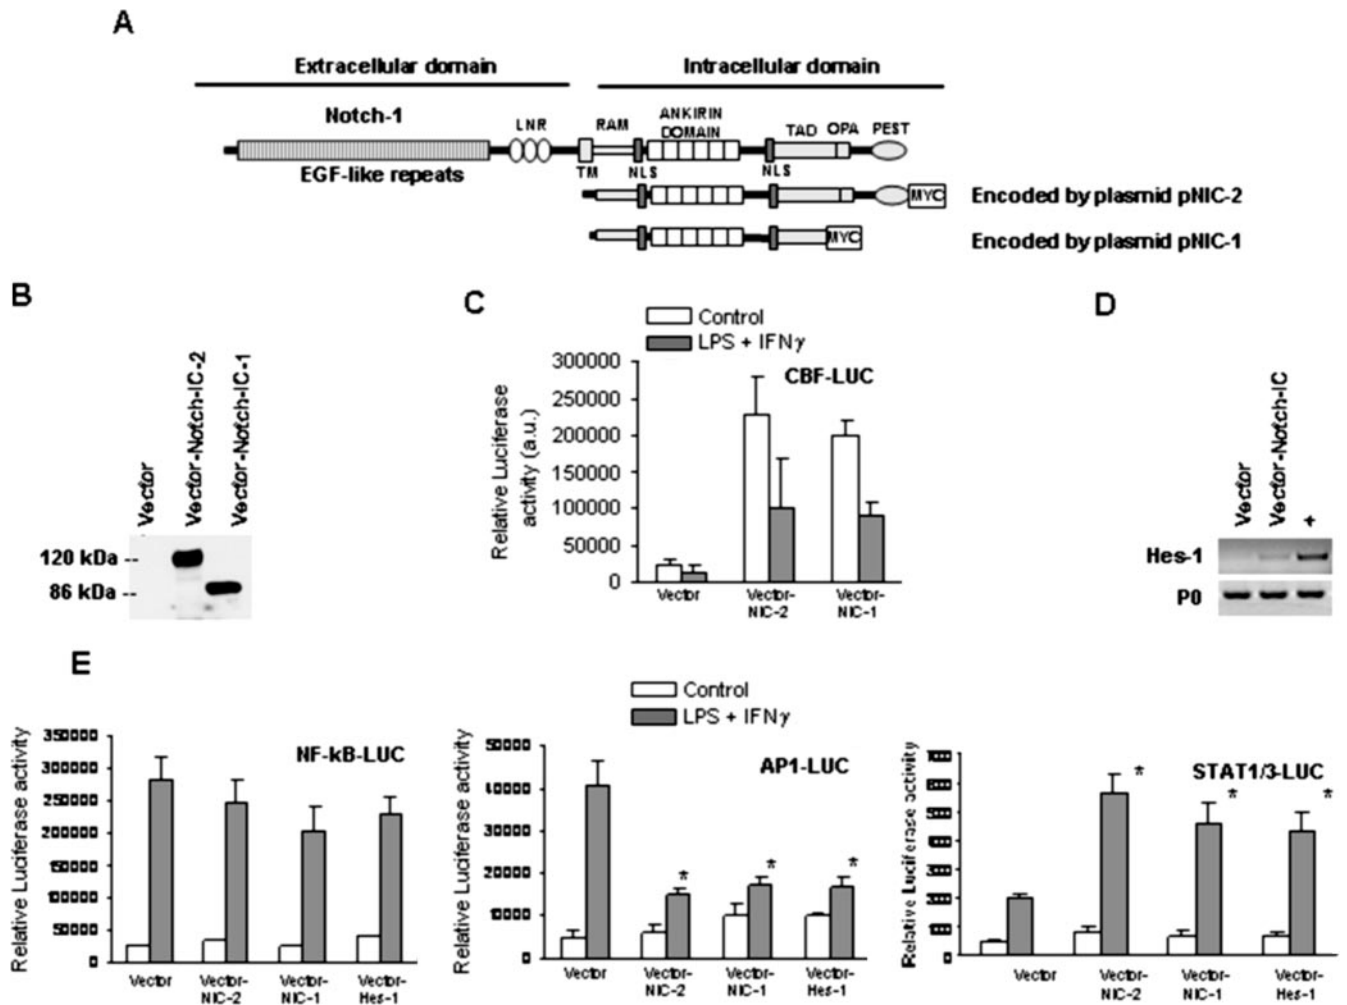 A
Extracellular domain
Intracellular domain
Notch-1
LNR
RAM
ANKIRIN
DOMAIN
TAD
OPA
PEST
EGF-like repeats
TM
NLS
NLS
MYC
Encoded by plasmid pNIC-2
MYC
Encoded by plasmid pNIC-1
B
Vector
Vector-Notch-IC-2
Vector-Notch-IC-1
120 kDa --
86 kDa --
C
Control
LPS + IFNγ
CBF-LUC
Relative Luciferase
activity (a.u.)
300000
250000
200000
150000
100000
50000
0
Vector
Vector-
NIC-2
Vector-
NIC-1
D
Vector
Vector-Notch-IC
+
Hes-1
P0
E
Control
LPS + IFNγ
NF-kB-LUC
Relative Luciferase activity
350000
300000
250000
200000
150000
100000
50000
0
Vector
Vector-
NIC-2
Vector-
NIC-1
Vector-
Hes-1
AP1-LUC
Relative Luciferase activity
50000
40000
30000
20000
10000
0
*
*
*
Vector
Vector-
NIC-2
Vector-
NIC-1
Vector-
Hes-1
STAT1/3-LUC
Relative Luciferase activity
0
*
*
*
Vector
Vector-
NIC-2
Vector-
NIC-1
Vector-
Hes-1